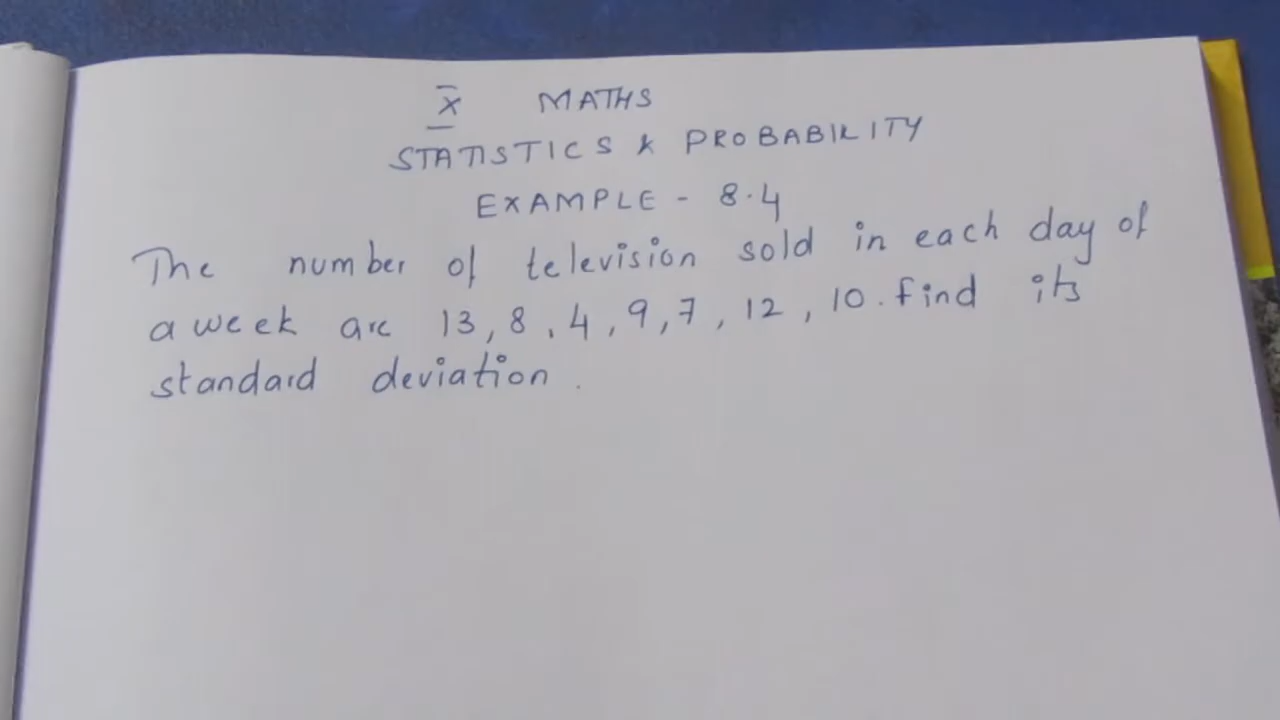 X MATHS
STATISTICS & PROBABILITY
EXAMPLE - 8.4
The number of television sold in each day of
a week are 13, 8, 4, 9, 7, 12, 10. find its
standard deviation.